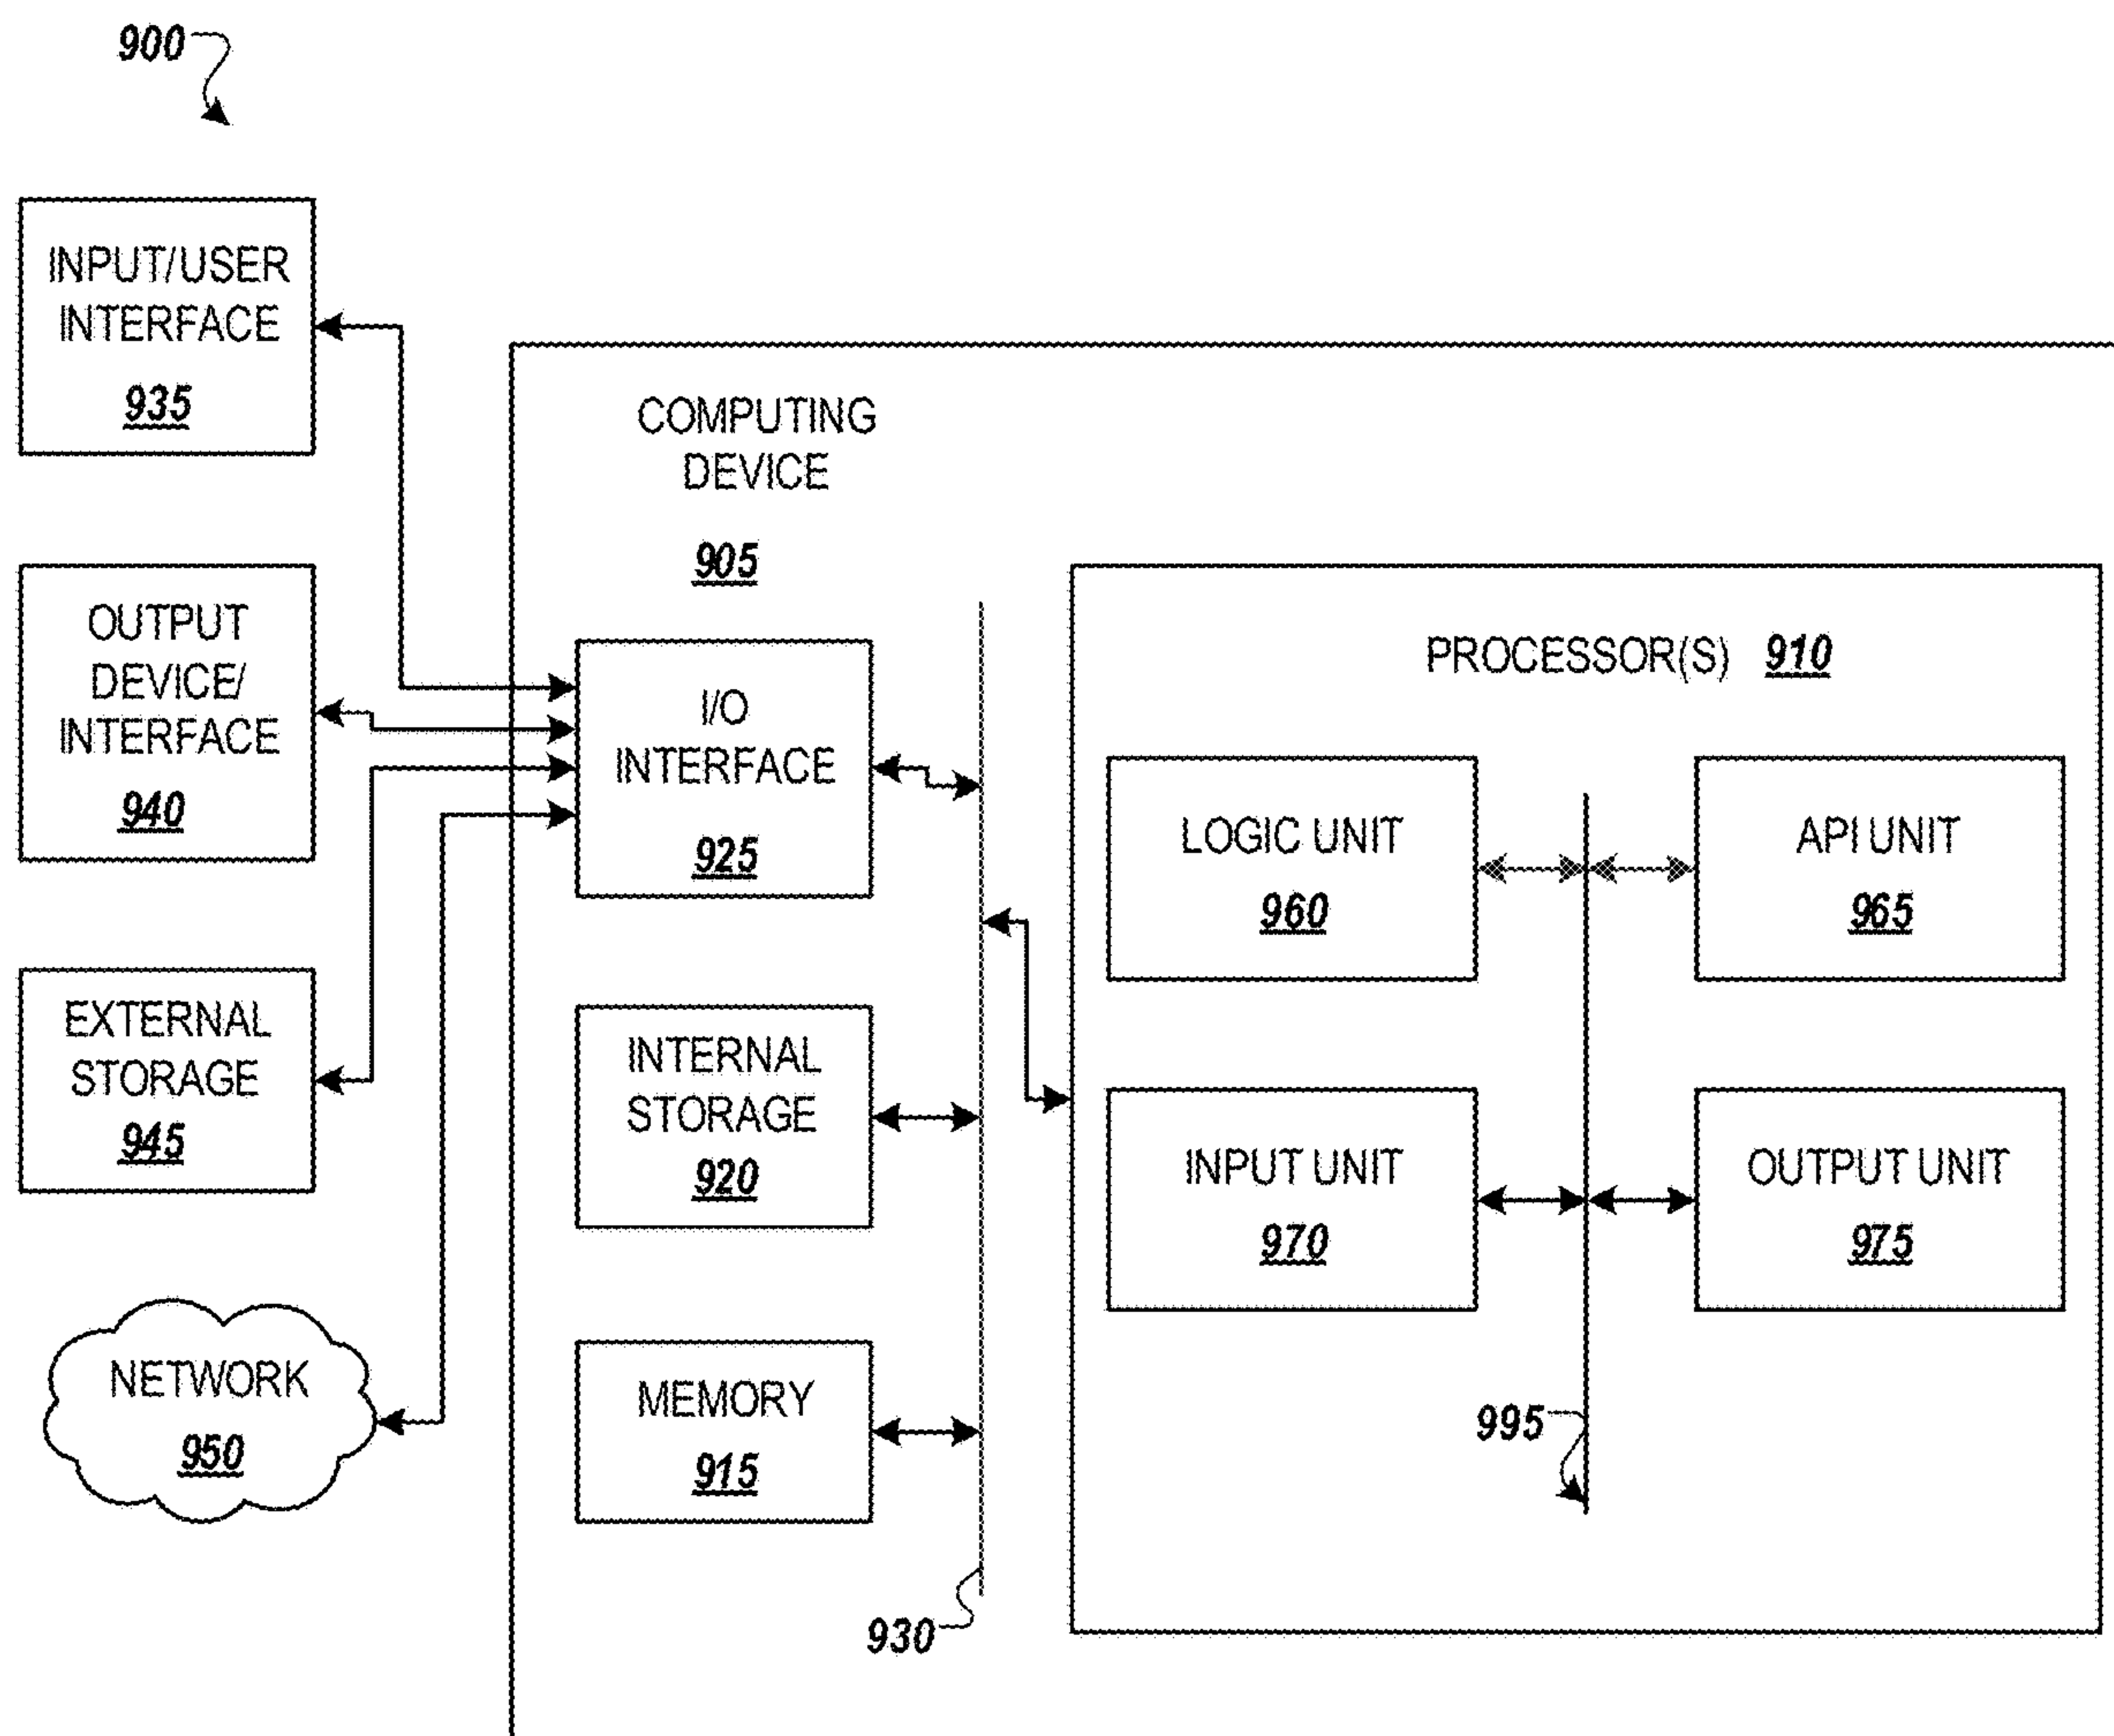 900
INPUT/USER
INTERFACE
935
OUTPUT
DEVICE/
INTERFACE
940
EXTERNAL
STORAGE
945
NETWORK
950
COMPUTING
DEVICE
905
I/O
INTERFACE
925
INTERNAL
STORAGE
920
MEMORY
915
930
PROCESSOR(S) 910
LOGIC UNIT
960
API UNIT
965
INPUT UNIT
970
OUTPUT UNIT
975
995